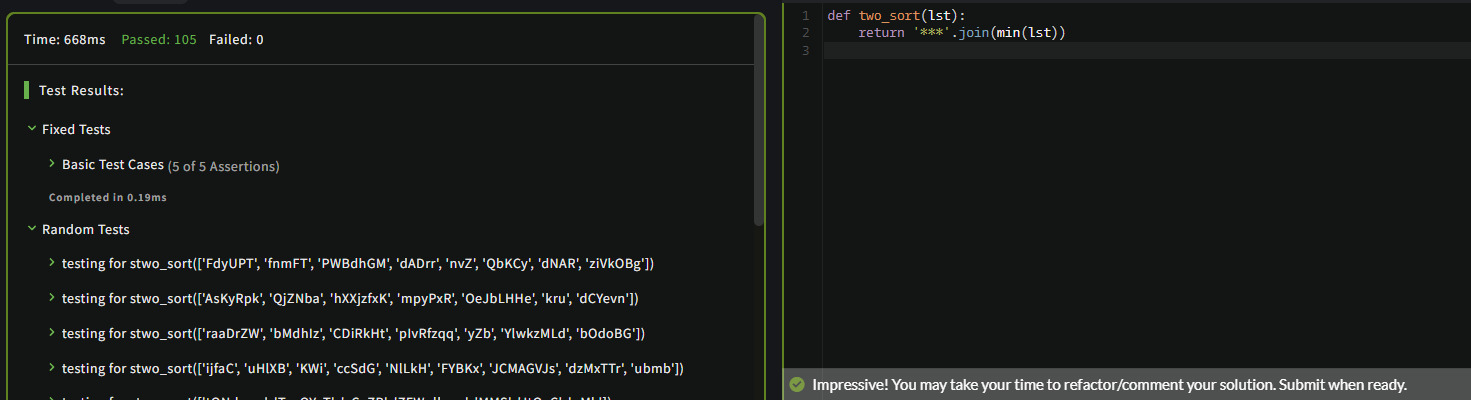 Time: 668ms Passed: 105 Failed: 0
Test Results:
Fixed Tests
Basic Test Cases (5 of 5 Assertions)
Completed in 0.19ms
Random Tests
testing for stwo_sort(['FdyUPT', 'fnmFT', 'PWBdhGM', 'dADrr', 'nvZ', 'QbKCy', 'dNAR', 'ziVkOBg'])
testing for stwo_sort(['AsKyRpk', 'QjZNba', 'hXXjzfxK', 'mpyPxR', 'OeJbLHHe', 'kru', 'dCYevn'])
testing for stwo_sort(['raaDrZW', 'bMdhIz', 'CDiRkHt', 'pIvRfzqq', 'yZb', 'YlwkzMLd', 'bOdoBG'])
testing for stwo_sort(['ijfaC', 'uHlXB', 'KWi', 'ccSdG', 'NlLkH', 'FYBKx', 'JCMAGVJs', 'dzMxTTr', 'ubmb'])
1 def two_sort(lst):
2 return '***'.join(min(lst))
3
Impressive! You may take your time to refactor/comment your solution. Submit when ready.